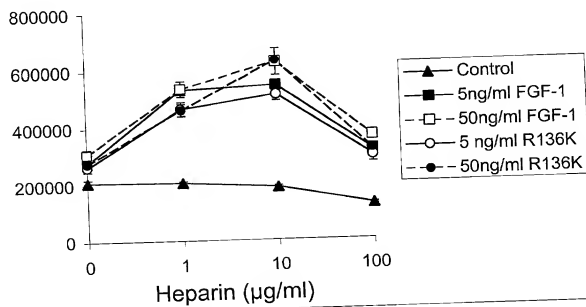 800000
600000
400000
200000
0
0
1
10
100
Heparin (µg/ml)
Control
5ng/ml FGF-1
50ng/ml FGF-1
5 ng/ml R136K
50ng/ml R136K